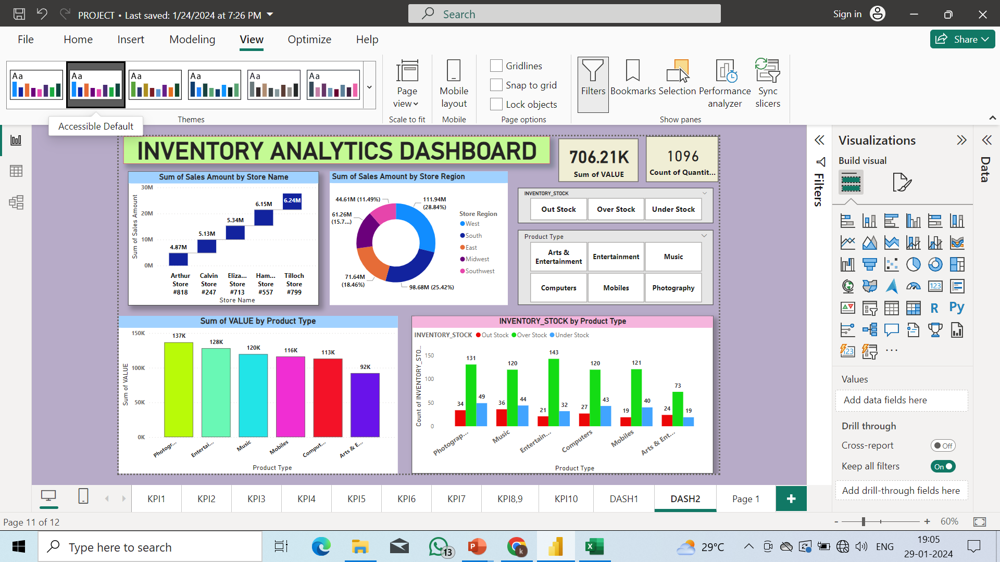 PROJECT • Last saved: 1/24/2024 at 7:26 PM
Search
Sign in
File Home Insert Modeling View Optimize Help
Share
Aa Aa Aa Aa Aa Aa
Page view
Mobile layout
Gridlines
Snap to grid
Lock objects
Filters
Bookmarks
Selection
Performance analyzer
Sync slicers
Themes
Scale to fit
Mobile
Page options
Show panes
Accessible Default
INVENTORY ANALYTICS DASHBOARD
706.21K
Sum of VALUE
1096
Count of Quantit...
Sum of Sales Amount by Store Name
Sum of Sales Amount
30M
20M
10M
0M
4.87M
5.13M
5.34M
6.15M
6.24M
Arthur Store #818
Calvin Store #247
Eliza... Store #713
Ham... Store #557
Tilloch Store #799
Store Name
Sum of Sales Amount by Store Region
44.61M (11.49%)
111.94M (28.84%)
61.26M (15.7...)
71.64M (18.46%)
98.68M (25.42%)
Store Region
West
South
East
Midwest
Southwest
INVENTORY_STOCK
Out Stock
Over Stock
Under Stock
Product Type
Arts & Entertainment
Entertainment
Music
Computers
Mobiles
Photography
Sum of VALUE by Product Type
Sum of VALUE
150K
100K
50K
0K
137K
128K
120K
116K
113K
92K
Photogr...
Entertai...
Music
Mobiles
Comput...
Arts & E...
Product Type
INVENTORY_STOCK by Product Type
INVENTORY_STOCK Out Stock Over Stock Under Stock
Count of INVENTORY_STO...
150
100
50
0
34 131 49
36 120 44
21 143 32
27 120 43
19 121 40
24 73 19
Photograp...
Music
Entertain...
Computers
Mobiles
Arts & Ent...
Product Type
Filters
Visualizations
Build visual
123
R
Py
123
...
Values
Add data fields here
Drill through
Cross-report
Off
Keep all filters
On
Add drill-through fields here
Data
KPI1 KPI2 KPI3 KPI4 KPI5 KPI6 KPI7 KPI8,9 KPI10 DASH1 DASH2 Page 1 +
Page 11 of 12
- + 60%
Type here to search
13
P
k
X
29°C
ENG
19:05
29-01-2024